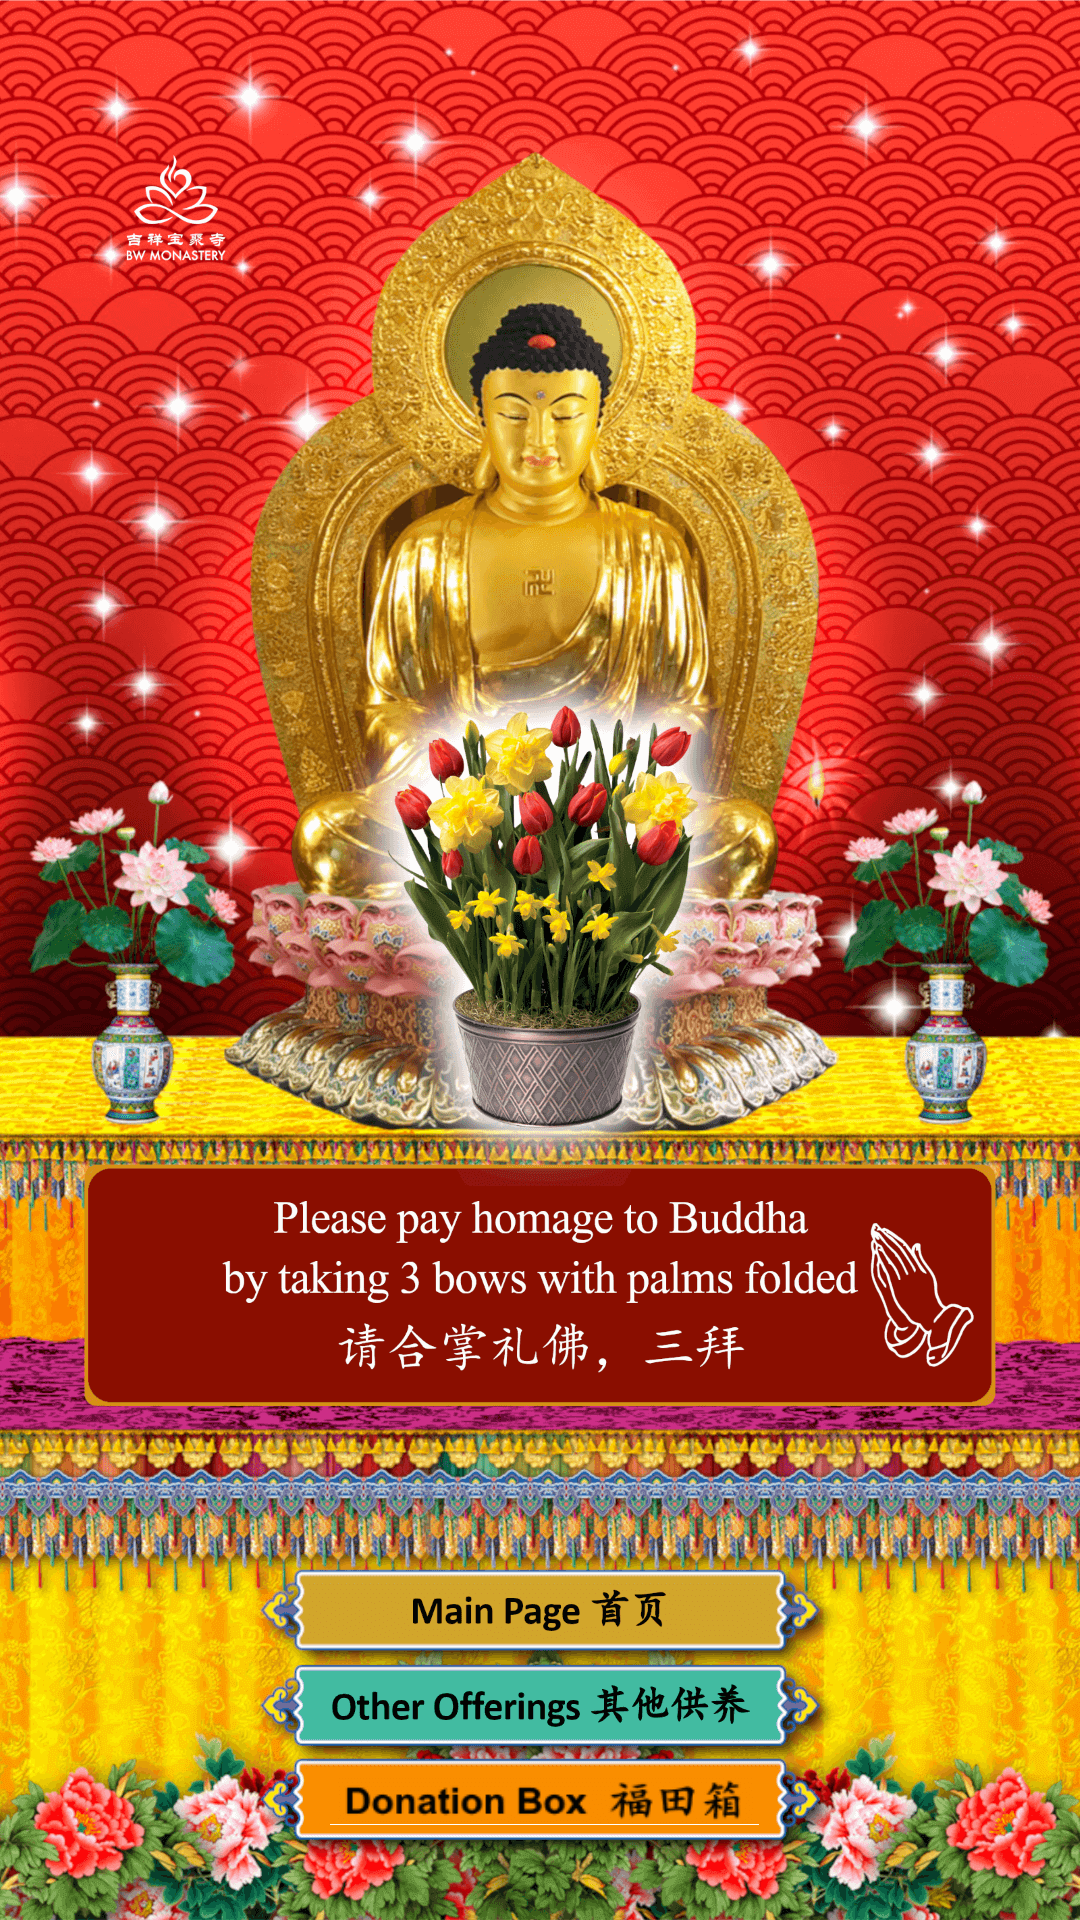 吉祥宝聚寺
BW MONASTERY
Please pay homage to Buddha
by taking 3 bows with palms folded
请合掌礼佛，三拜
Main Page 首页
Other Offerings 其他供养
Donation Box 福田箱